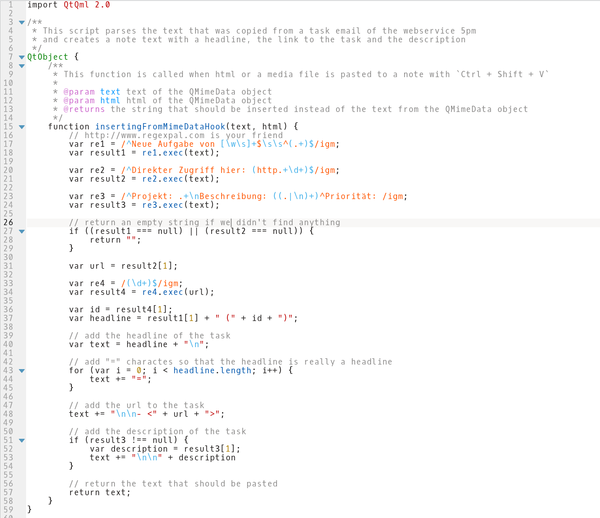 1 import QtQml 2.0
2
3 /**
4  * This script parses the text that was copied from a task email of the webservice 5pm
5  * and creates a note text with a headline, the link to the task and the description
6  */
7 QtObject {
8     /**
9      * This function is called when html or a media file is pasted to a note with `Ctrl + Shift + V`
10      *
11      * @param text text of the QMimeData object
12      * @param html html of the QMimeData object
13      * @returns the string that should be inserted instead of the text from the QMimeData object
14      */
15     function insertingFromMimeDataHook(text, html) {
16         // http://www.regexpal.com is your friend
17         var re1 = /^Neue Aufgabe von [\w\s]+$\s\s^(.+)$/igm;
18         var result1 = re1.exec(text);
19
20         var re2 = /^Direkter Zugriff hier: (http.+\d+)$/igm;
21         var result2 = re2.exec(text);
22
23         var re3 = /^Projekt: .+\nBeschreibung: ((.|\n)+)^Priorität: /igm;
24         var result3 = re3.exec(text);
25
26         // return an empty string if we didn't find anything
27         if ((result1 === null) || (result2 === null)) {
28             return "";
29         }
30
31         var url = result2[1];
32
33         var re4 = /(\d+)$/igm;
34         var result4 = re4.exec(url);
35
36         var id = result4[1];
37         var headline = result1[1] + " (" + id + ")";
38
39         // add the headline of the task
40         var text = headline + "\n";
41
42         // add "=" charactes so that the headline is really a headline
43         for (var i = 0; i < headline.length; i++) {
44             text += "=";
45         }
46
47         // add the url to the task
48         text += "\n\n- <" + url + ">";
49
50         // add the description of the task
51         if (result3 !== null) {
52             var description = result3[1];
53             text += "\n\n" + description
54         }
55
56         // return the text that should be pasted
57         return text;
58     }
59 }